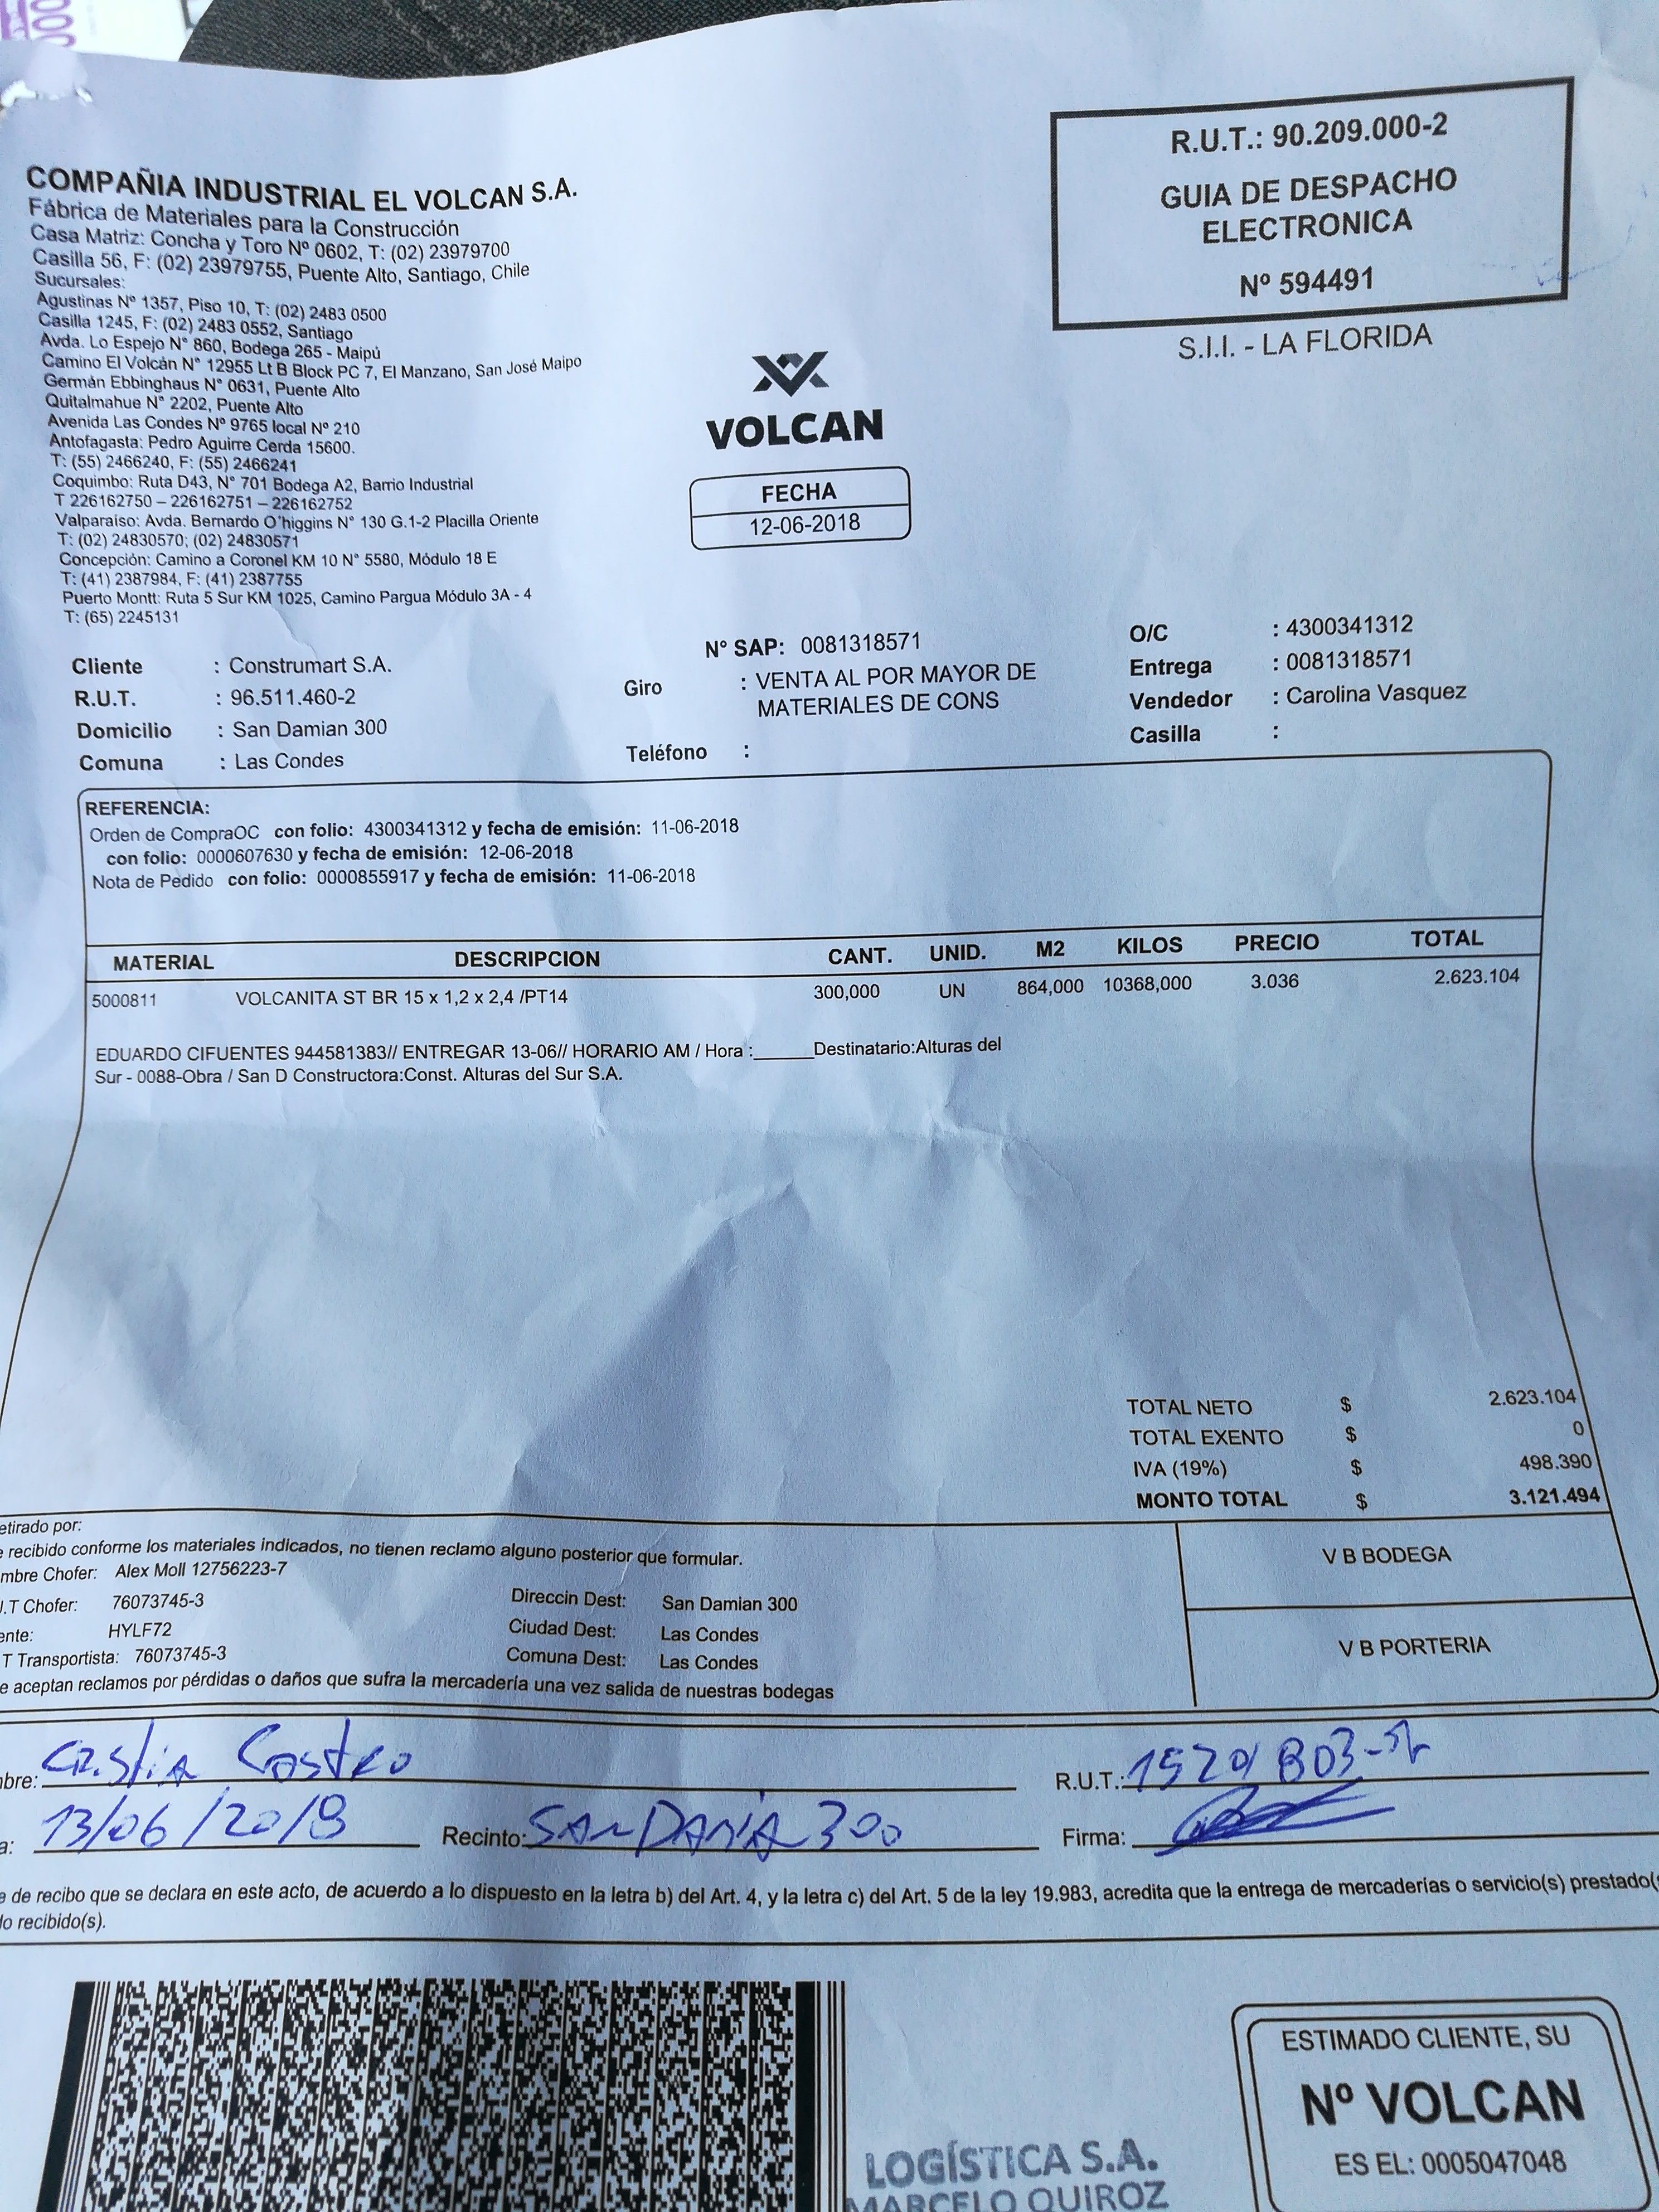 COMPAÑIA INDUSTRIAL EL VOLCAN S.A.
Fábrica de Materiales para la Construcción
Casa Matriz: Concha y Toro Nº 0602, T: (02) 23979700
Casilla 56, F: (02) 23979755, Puente Alto, Santiago, Chile
Sucursales:
Agustinas Nº 1357, Piso 10, T: (02) 2483 0500
Casilla 1245, F: (02) 2483 0552, Santiago
Avda. Lo Espejo N° 860, Bodega 265 - Maipú
Camino El Volcán N° 12955 Lt B Block PC 7, El Manzano, San José Maipo
Germán Ebbinghaus N° 0631, Puente Alto
Quitalmahue N° 2202, Puente Alto
Avenida Las Condes Nº 9765 local Nº 210
Antofagasta: Pedro Aguirre Cerda 15600.
T: (55) 2466240, F: (55) 2466241
Coquimbo: Ruta D43, N° 701 Bodega A2, Barrio Industrial
T 226162750 – 226162751 – 226162752
Valparaiso: Avda. Bernardo O'higgins N° 130 G.1-2 Placilla Oriente
T: (02) 24830570; (02) 24830571
Concepción: Camino a Coronel KM 10 N° 5580, Módulo 18 E
T: (41) 2387984, F: (41) 2387755
Puerto Montt: Ruta 5 Sur KM 1025, Camino Pargua Módulo 3A - 4
T: (65) 2245131
R.U.T.: 90.209.000-2
GUIA DE DESPACHO
ELECTRONICA
Nº 594491
S.I.I. - LA FLORIDA
VOLCAN
FECHA
12-06-2018
Nº SAP: 0081318571
Cliente : Construmart S.A.
R.U.T. : 96.511.460-2
Domicilio : San Damian 300
Comuna : Las Condes
Giro : VENTA AL POR MAYOR DE
MATERIALES DE CONS
Teléfono :
O/C : 4300341312
Entrega : 0081318571
Vendedor : Carolina Vasquez
Casilla :
REFERENCIA:
Orden de CompraOC con folio: 4300341312 y fecha de emisión: 11-06-2018
con folio: 0000607630 y fecha de emisión: 12-06-2018
Nota de Pedido con folio: 0000855917 y fecha de emisión: 11-06-2018
MATERIAL DESCRIPCION CANT. UNID. M2 KILOS PRECIO TOTAL
5000811 VOLCANITA ST BR 15 x 1,2 x 2,4 /PT14 300,000 UN 864,000 10368,000 3.036 2.623.104
EDUARDO CIFUENTES 944581383// ENTREGAR 13-06// HORARIO AM / Hora :______Destinatario:Alturas del
Sur - 0088-Obra / San D Constructora:Const. Alturas del Sur S.A.
TOTAL NETO $ 2.623.104
TOTAL EXENTO $ 0
IVA (19%) $ 498.390
MONTO TOTAL $ 3.121.494
etirado por:
e recibido conforme los materiales indicados, no tienen reclamo alguno posterior que formular.
mbre Chofer: Alex Moll 12756223-7
.T Chofer: 76073745-3
ente: HYLF72
T Transportista: 76073745-3
Direccin Dest: San Damian 300
Ciudad Dest: Las Condes
Comuna Dest: Las Condes
e aceptan reclamos por pérdidas o daños que sufra la mercadería una vez salida de nuestras bodegas
V B BODEGA
V B PORTERIA
bre: Castro
R.U.T.:
a: 13/06/2018 Recinto: 300 Firma:
e de recibo que se declara en este acto, de acuerdo a lo dispuesto en la letra b) del Art. 4, y la letra c) del Art. 5 de la ley 19.983, acredita que la entrega de mercaderías o servicio(s) prestado(
do recibido(s).
LOGÍSTICA S.A.
MARCELO QUIROZ
ESTIMADO CLIENTE, SU
Nº VOLCAN
ES EL: 0005047048